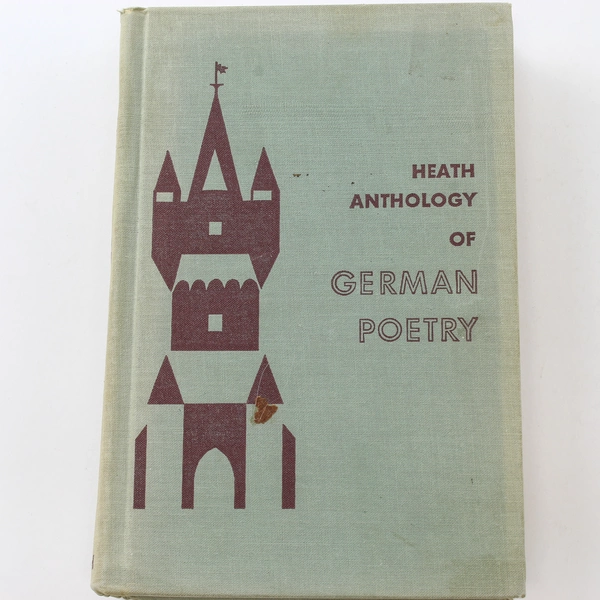 HEATH
ANTHOLOGY
OF
GERMAN
POETRY